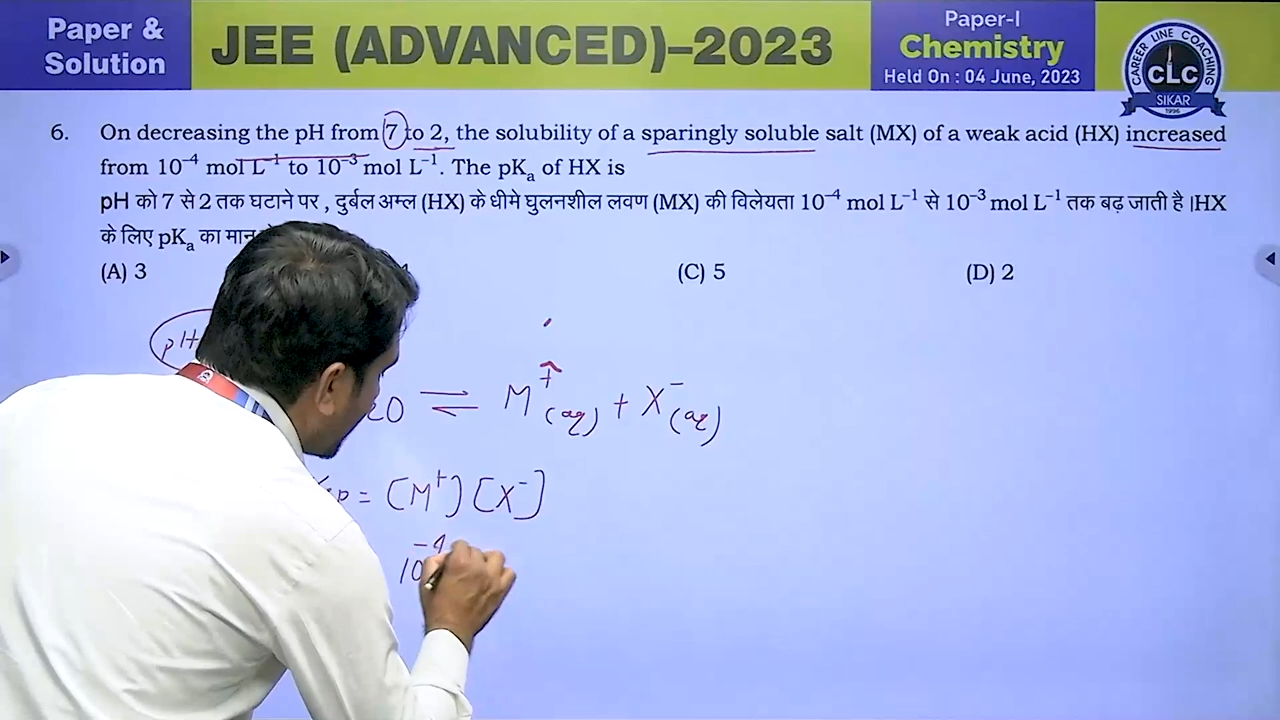 Paper &
Solution
JEE (ADVANCED)–2023
Paper-I
Chemistry
Held On : 04 June, 2023
CAREER LINE COACHING
CLC
SIKAR
1996
6. On decreasing the pH from 7 to 2, the solubility of a sparingly soluble salt (MX) of a weak acid (HX) increased
from 10⁻⁴ mol L⁻¹ to 10⁻³ mol L⁻¹. The pKₐ of HX is
pH को 7 से 2 तक घटाने पर , दुर्बल अम्ल (HX) के धीमे घुलनशील लवण (MX) की विलेयता 10⁻⁴ mol L⁻¹ से 10⁻³ mol L⁻¹ तक बढ़ जाती है।HX
के लिए pKₐ का मान
(A) 3 (C) 5 (D) 2
pH
⇌ M⁺(aq) + X⁻(aq)
= [M⁺] [X⁻]
10⁻⁴